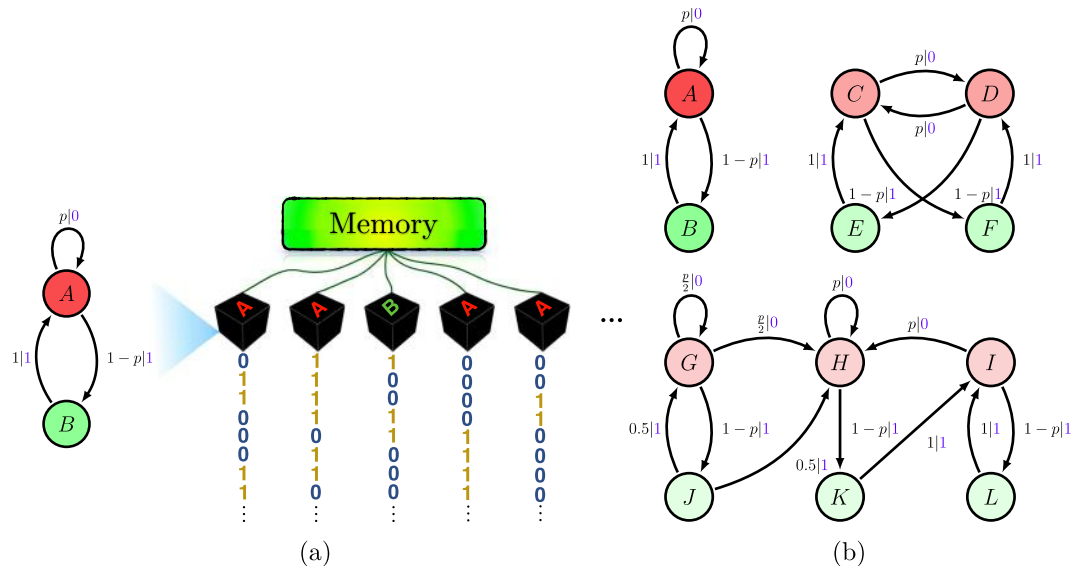 p|0
A
1|1
1 − p|1
B
Memory
A A B A A
0 1 1 0 0
1 1 0 0 0
1 1 0 0 1
0 1 1 0 1
0 0 1 1 0
0 1 0 1 0
1 1 0 1 0
1 0 0 1 0
⋮ ⋮ ⋮ ⋮ ⋮
...
(a)
p|0
A
1|1
1 − p|1
B
p|0
C
D
p|0
1|1
1 − p|1
1 − p|1
1|1
E
F
p/2|0
p/2|0
p|0
p|0
G
H
I
0.5|1
1 − p|1
1 − p|1
1|1
1|1
1 − p|1
0.5|1
J
K
L
(b)